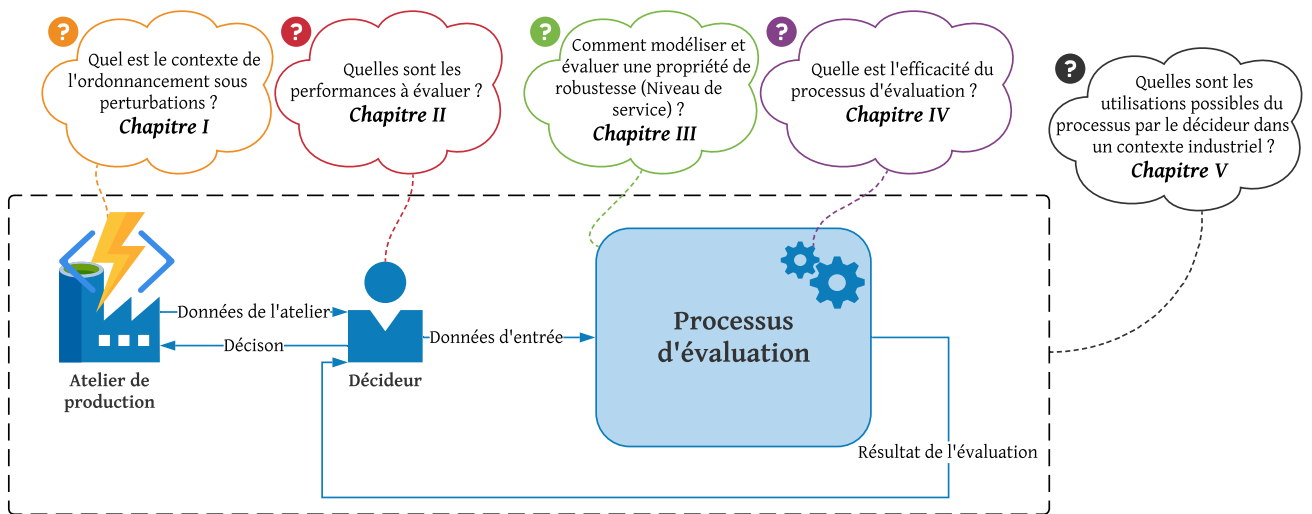 ?
Quel est le contexte de
l'ordonnancement sous
perturbations ?
Chapitre I
?
Quelles sont les
performances à évaluer ?
Chapitre II
?
Comment modéliser et
évaluer une propriété de
robustesse (Niveau de
service) ?
Chapitre III
?
Quelle est l'efficacité du
processus d'évaluation ?
Chapitre IV
?
Quelles sont les
utilisations possibles du
processus par le décideur dans
un contexte industriel ?
Chapitre V
Données de l'atelier
Décison
Atelier de
production
Décideur
Données d'entrée
Processus
d'évaluation
Résultat de l'évaluation